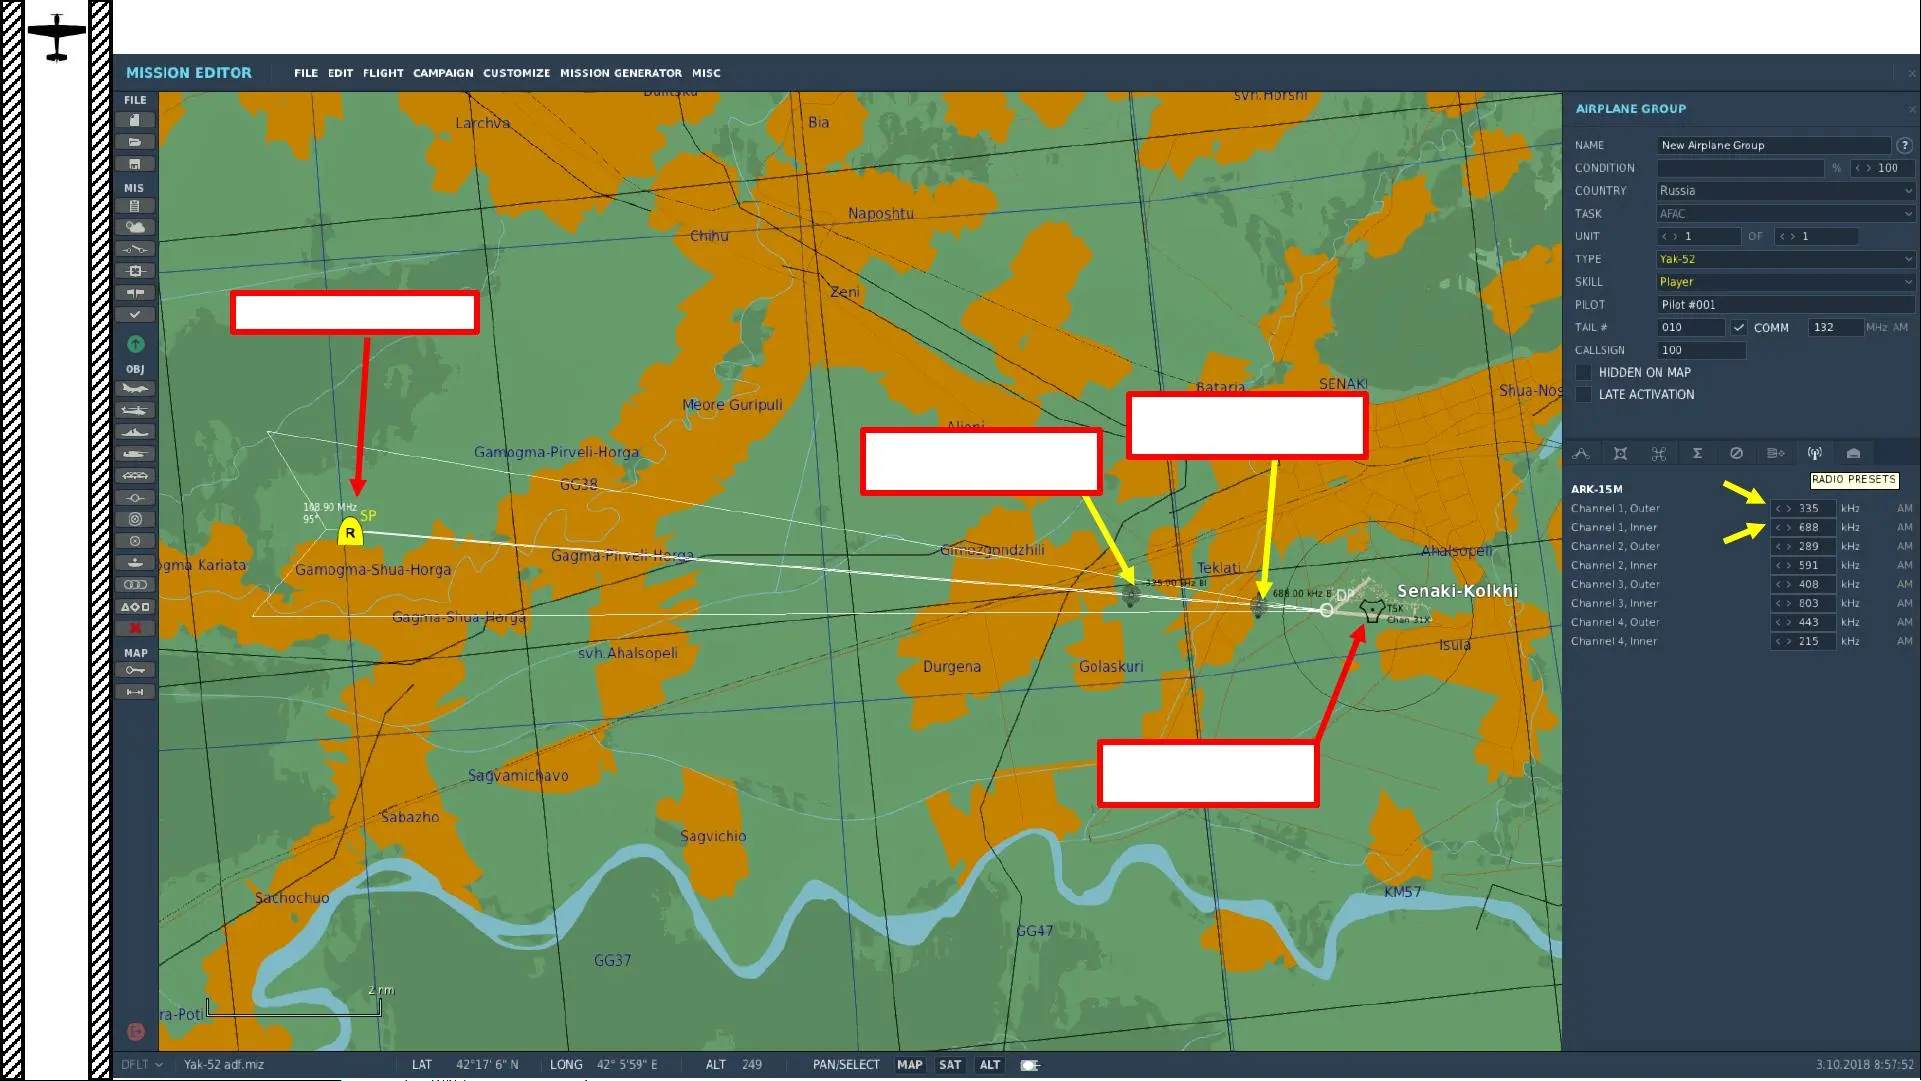 MISSION EDITOR
FILE EDIT FLIGHT CAMPAIGN CUSTOMIZE MISSION GENERATOR MISC
FILE
MIS
OBJ
MAP
svh.Horshi
Larchva
Bia
Naposhtu
Chihu
Zeni
Bataria
SENAKI
Shua-Nos
Meore Guripuli
Gamogma-Pirveli-Horga
GG38
108.90 MHz
95°
SP
R
Gimozgondzhili
Ahalsopeli
Gagma-Pirveli-Horga
ogma Kariata
Gamogma-Shua-Horga
Teklati
335.00 kHz BI
688.00 kHz B
DP
Senaki-Kolkhi
TSK
Chan 31X
Gagma-Shua-Horga
Isula
svh.Ahalsopeli
Durgena
Golaskuri
Sagvamichavo
Sabazho
Sagvichio
Sachochuo
KM57
GG47
GG37
2 nm
ra-Poti
AIRPLANE GROUP
NAME New Airplane Group ?
CONDITION % < > 100
COUNTRY Russia
TASK AFAC
UNIT < > 1 OF < > 1
TYPE Yak-52
SKILL Player
PILOT Pilot #001
TAIL # 010 COMM 132 MHz AM
CALLSIGN 100
HIDDEN ON MAP
LATE ACTIVATION
RADIO PRESETS
ARK-15M
Channel 1, Outer < > 335 kHz AM
Channel 1, Inner < > 688 kHz
Channel 2, Outer < > 289 kHz AM
Channel 2, Inner < > 591 kHz AM
Channel 3, Outer < > 408 kHz AM
Channel 3, Inner < > 803 kHz AM
Channel 4, Outer < > 443 kHz AM
Channel 4, Inner < > 215 kHz AM
DFLT Yak-52 adf.miz LAT 42°17' 6" N LONG 42° 5'59" E ALT 249 PAN/SELECT MAP SAT ALT 3.10.2018 8:57:52